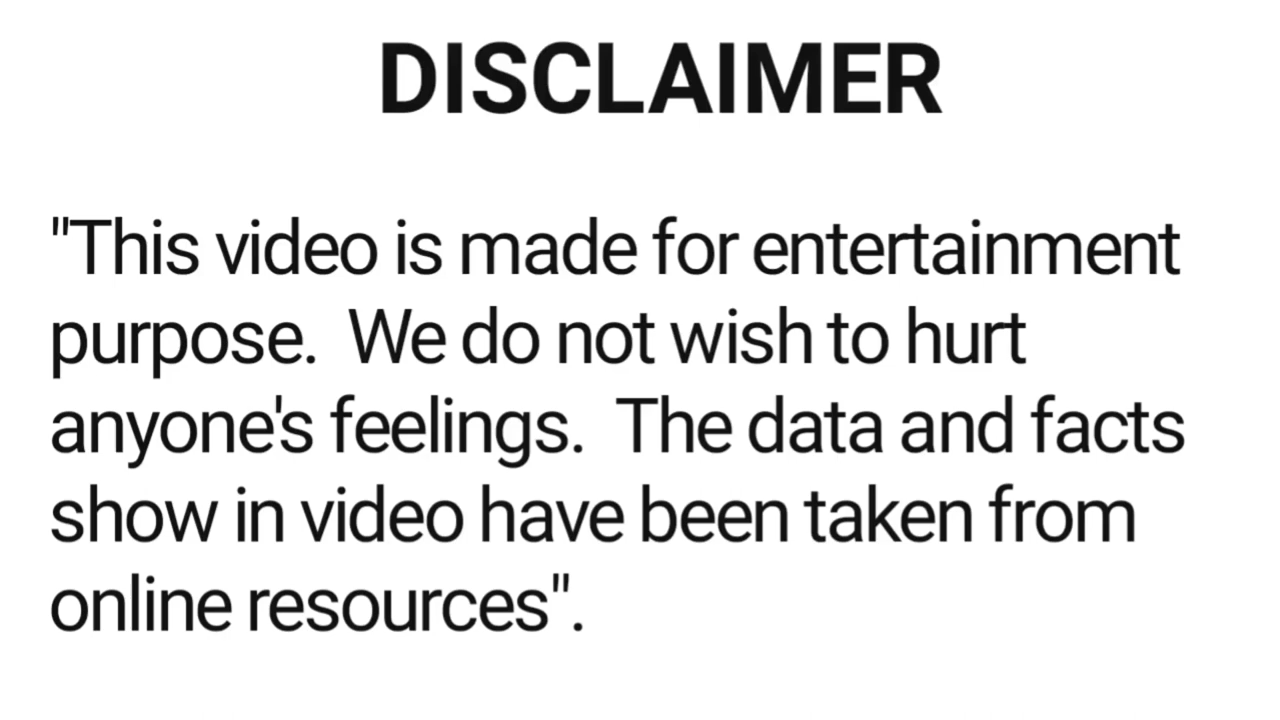 DISCLAIMER
"This video is made for entertainment
purpose.  We do not wish to hurt
anyone's feelings.  The data and facts
show in video have been taken from
online resources".